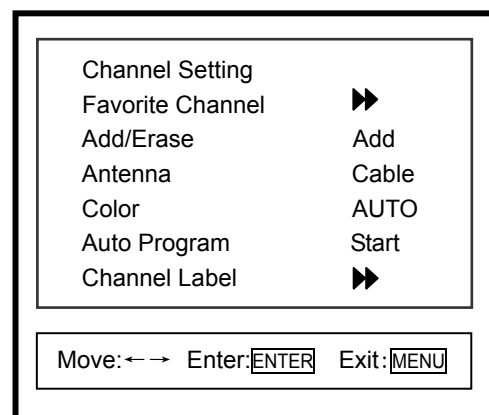 Channel Setting
Favorite Channel
Add/Erase Add
Antenna Cable
Color AUTO
Auto Program Start
Channel Label
Move:←→ Enter:ENTER Exit:MENU